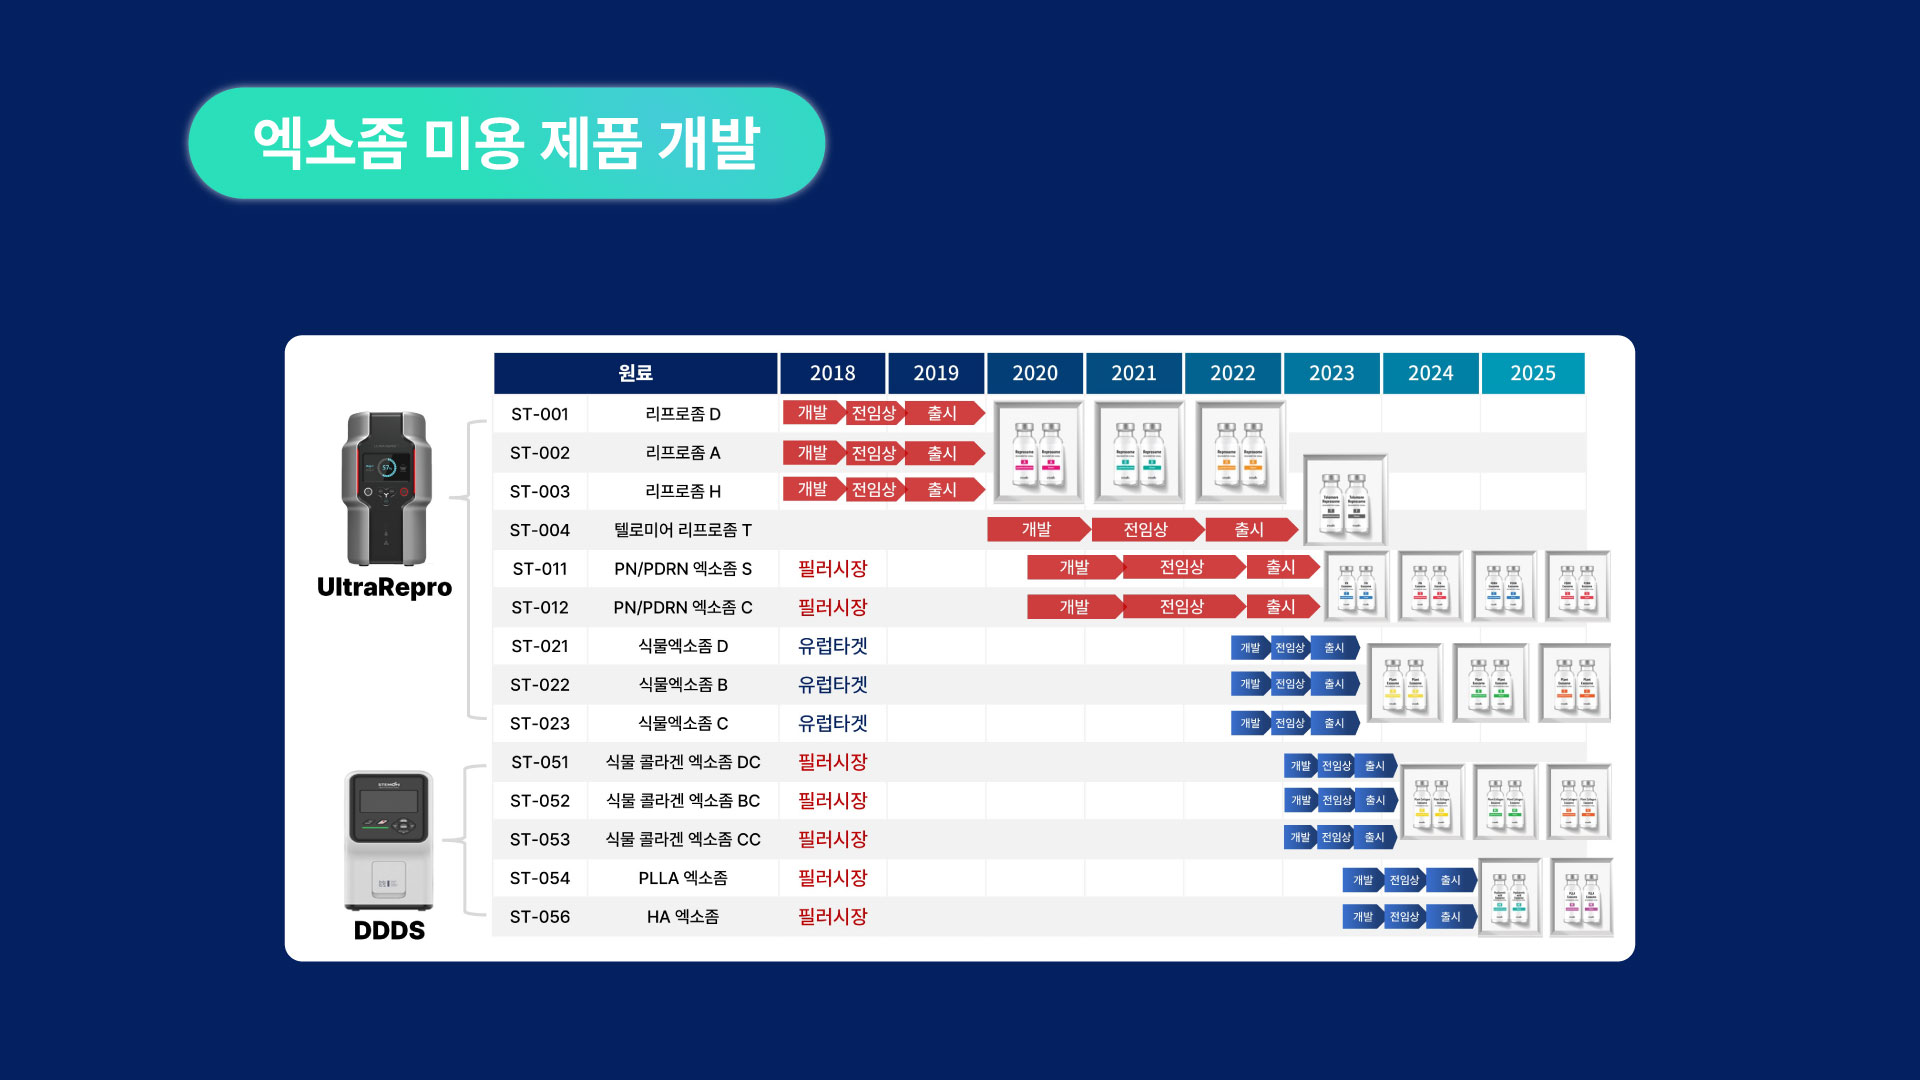 엑소좀 미용 제품 개발
원료 2018 2019 2020 2021 2022 2023 2024 2025
ST-001 리프로좀 D 개발 전임상 출시
ST-002 리프로좀 A 개발 전임상 출시
ST-003 리프로좀 H 개발 전임상 출시
ST-004 텔로미어 리프로좀 T 개발 전임상 출시
ST-011 PN/PDRN 엑소좀 S 필러시장 개발 전임상 출시
ST-012 PN/PDRN 엑소좀 C 필러시장 개발 전임상 출시
ST-021 식물엑소좀 D 유럽타겟 개발 전임상 출시
ST-022 식물엑소좀 B 유럽타겟 개발 전임상 출시
ST-023 식물엑소좀 C 유럽타겟 개발 전임상 출시
ST-051 식물 콜라겐 엑소좀 DC 필러시장 개발 전임상 출시
ST-052 식물 콜라겐 엑소좀 BC 필러시장 개발 전임상 출시
ST-053 식물 콜라겐 엑소좀 CC 필러시장 개발 전임상 출시
ST-054 PLLA 엑소좀 필러시장 개발 전임상 출시
ST-056 HA 엑소좀 필러시장 개발 전임상 출시
UltraRepro
DDDS